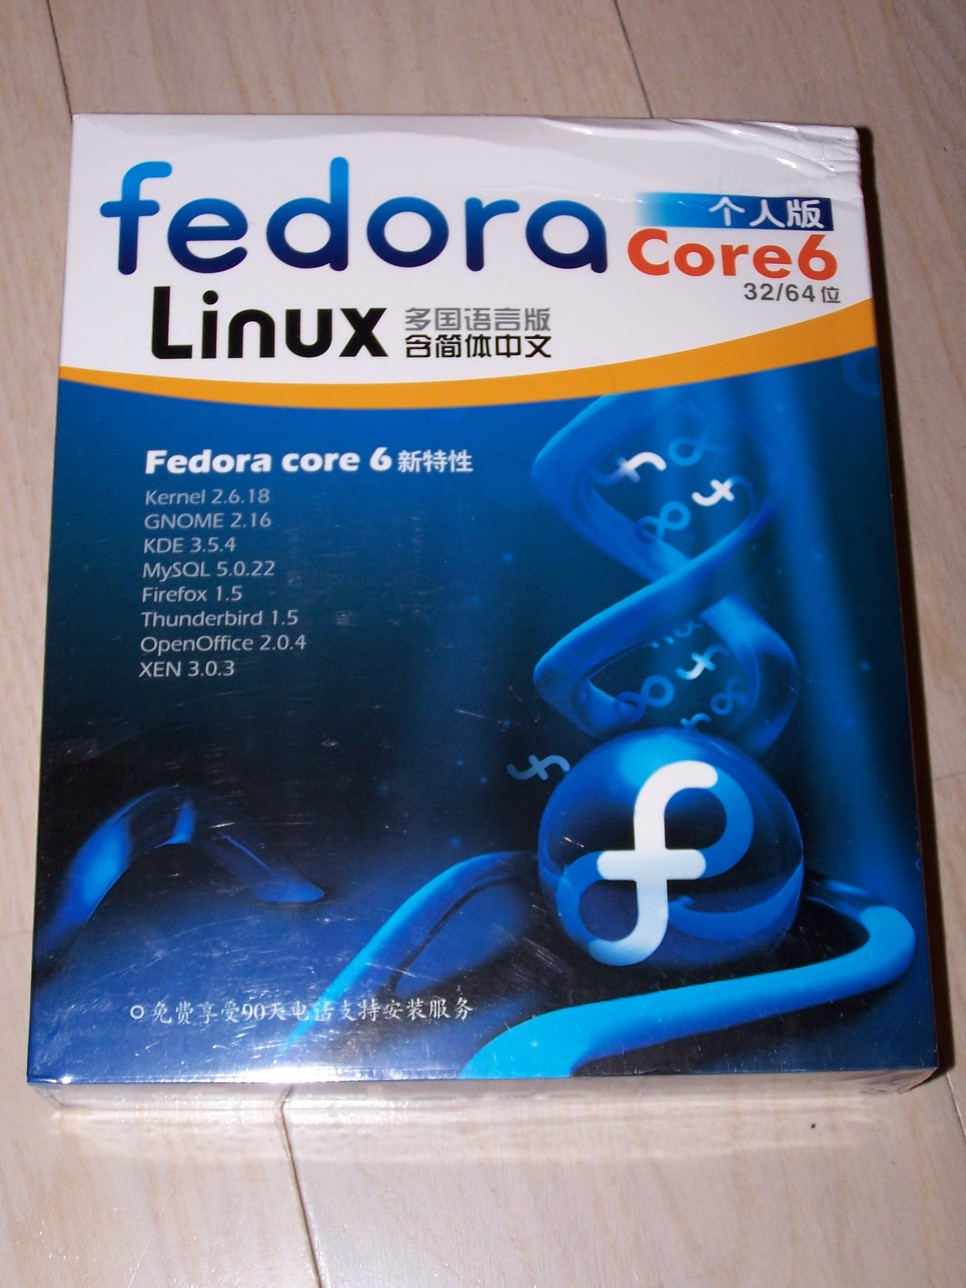 fedora
个人版
Core6
32/64位
Linux
多国语言版
含简体中文
Fedora core 6 新特性
Kernel 2.6.18
GNOME 2.16
KDE 3.5.4
MySQL 5.0.22
Firefox 1.5
Thunderbird 1.5
OpenOffice 2.0.4
XEN 3.0.3
免费享受90天电话支持安装服务